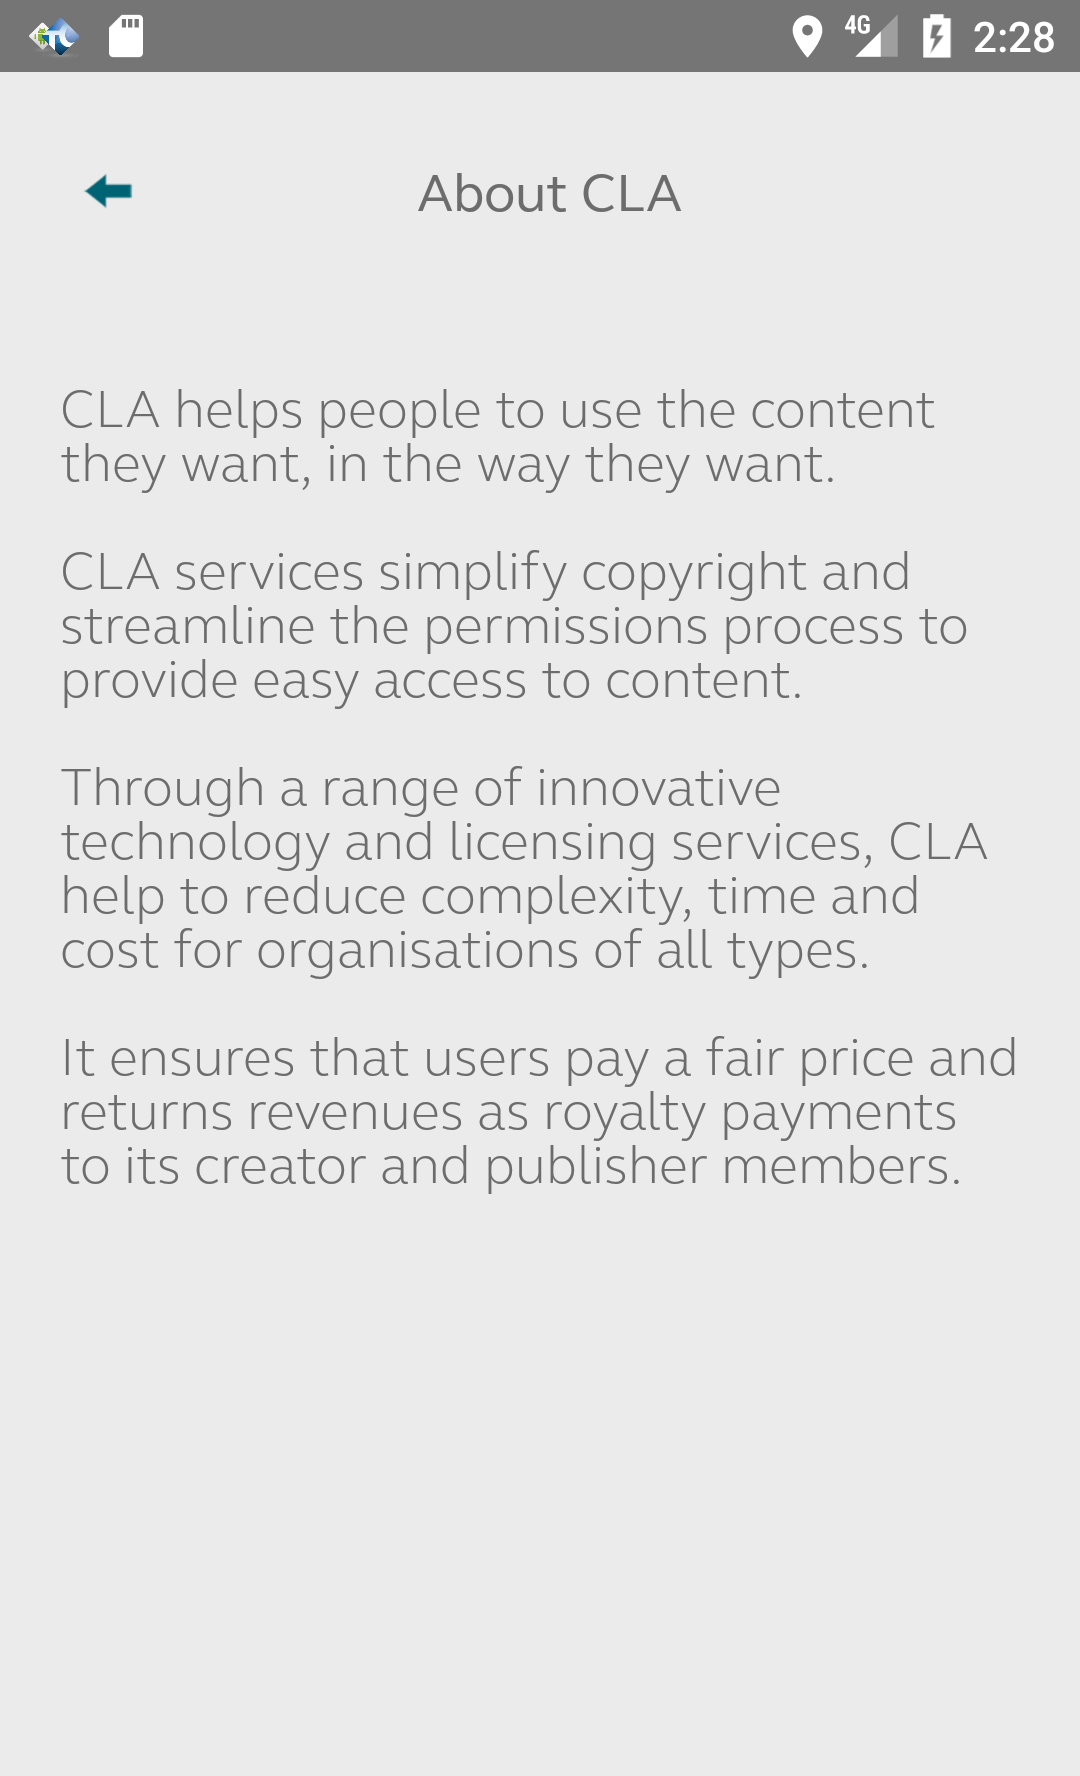 4G 2:28
About CLA
CLA helps people to use the content
they want, in the way they want.
CLA services simplify copyright and
streamline the permissions process to
provide easy access to content.
Through a range of innovative
technology and licensing services, CLA
help to reduce complexity, time and
cost for organisations of all types.
It ensures that users pay a fair price and
returns revenues as royalty payments
to its creator and publisher members.